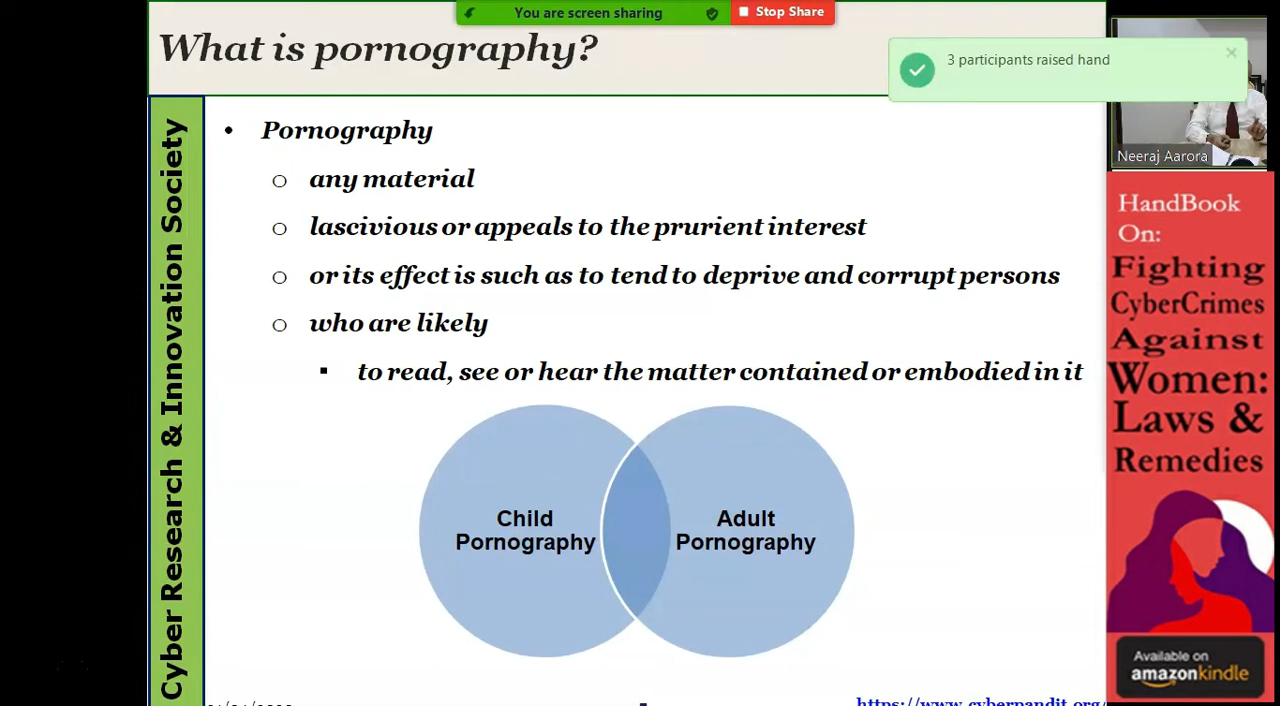 You are screen sharing
Stop Share
What is pornography?
3 participants raised hand
Neeraj Aarora
Cyber Research & Innovation Society
• Pornography
o any material
o lascivious or appeals to the prurient interest
o or its effect is such as to tend to deprive and corrupt persons
o who are likely
▪ to read, see or hear the matter contained or embodied in it
Child
Pornography
Adult
Pornography
HandBook
On:
Fighting
CyberCrimes
Against
Women:
Laws &
Remedies
Available on
amazonkindle
https://www.cyberpandit.org/